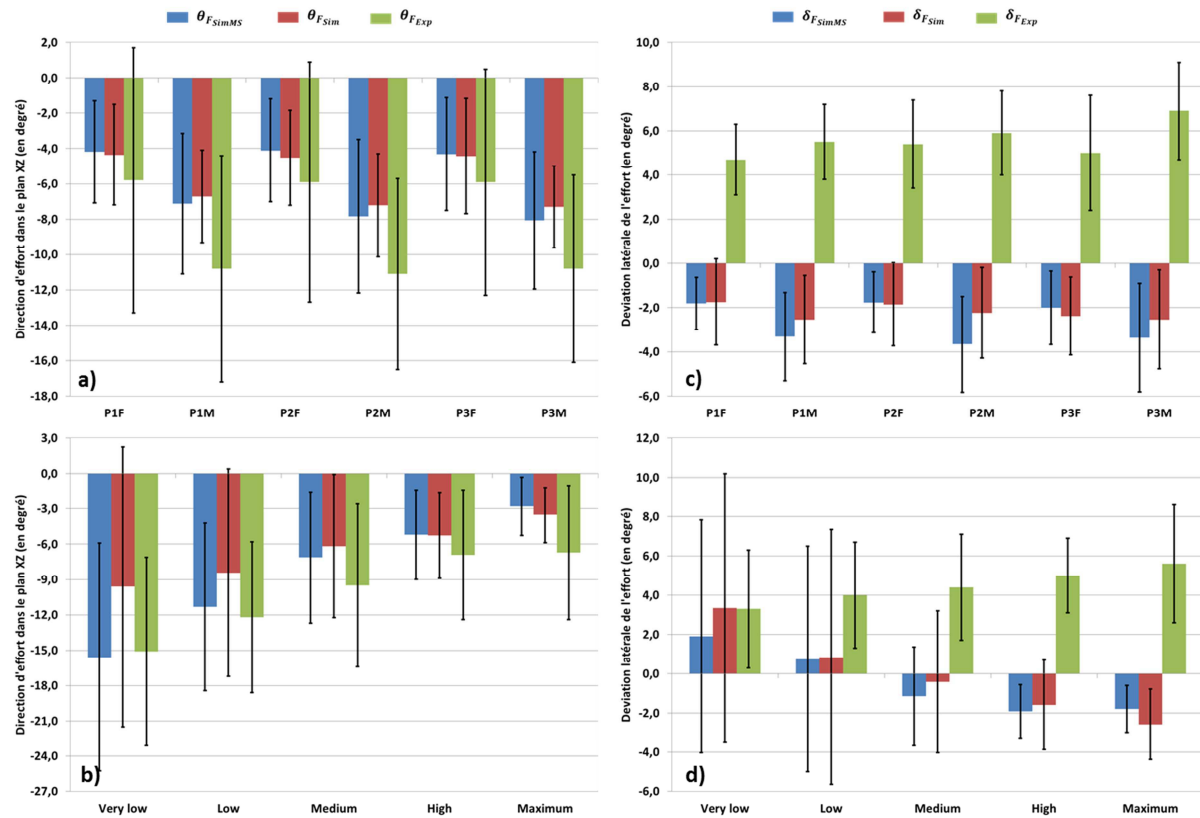 θFSimMS θFSim θFExp
Direction d'effort dans le plan XZ (en degré)
2,0
0,0
-2,0
-4,0
-6,0
-8,0
-10,0
-12,0
-14,0
-16,0
-18,0
a)
P1F P1M P2F P2M P3F P3M
δFSimMS δFSim δFExp
Deviation latérale de l'effort (en degré)
10,0
8,0
6,0
4,0
2,0
0,0
-2,0
-4,0
-6,0
c)
P1F P1M P2F P2M P3F P3M
Direction d'effort dans le plan XZ (en degré)
3,0
0,0
-3,0
-6,0
-9,0
-12,0
-15,0
-18,0
-21,0
-24,0
-27,0
b)
Very low Low Medium High Maximum
Deviation latérale de l'effort (en degré)
12,0
10,0
8,0
6,0
4,0
2,0
0,0
-2,0
-4,0
-6,0
d)
Very low Low Medium High Maximum